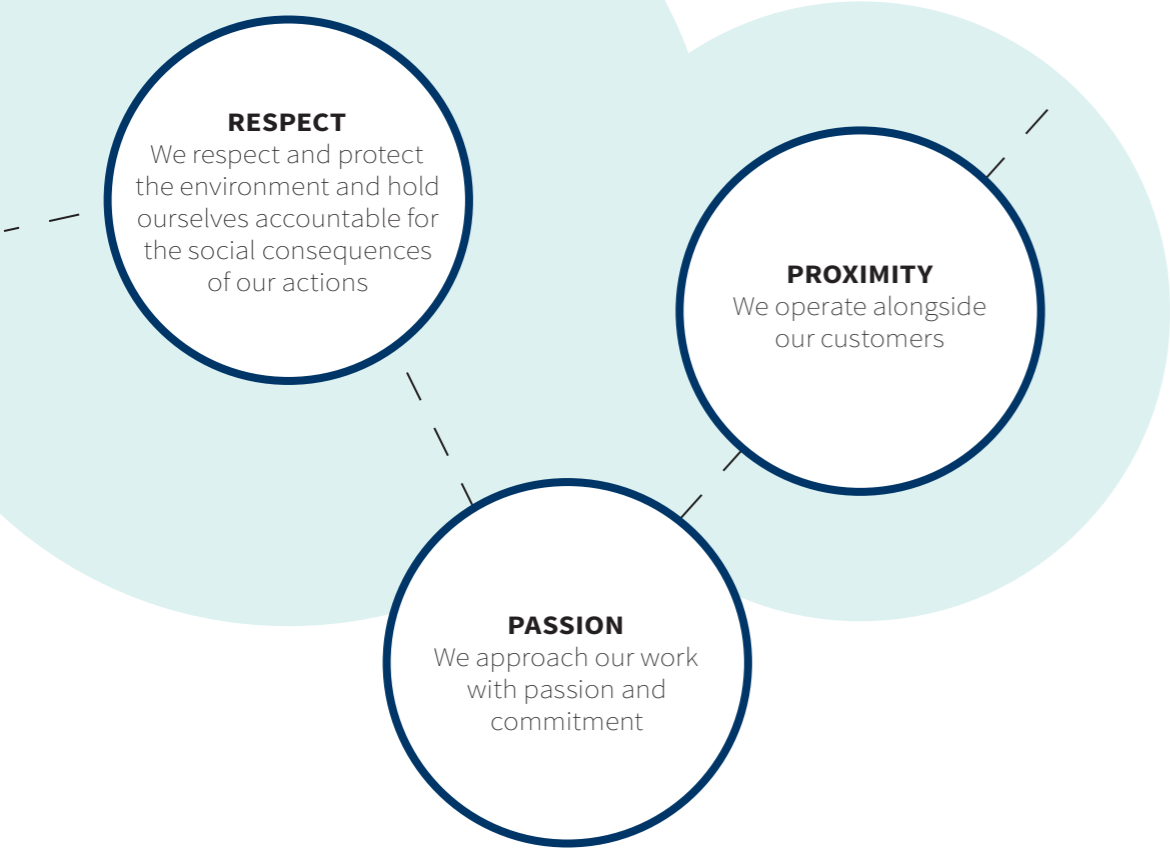 RESPECT
We respect and protect
the environment and hold
ourselves accountable for
the social consequences
of our actions
PROXIMITY
We operate alongside
our customers
PASSION
We approach our work
with passion and
commitment